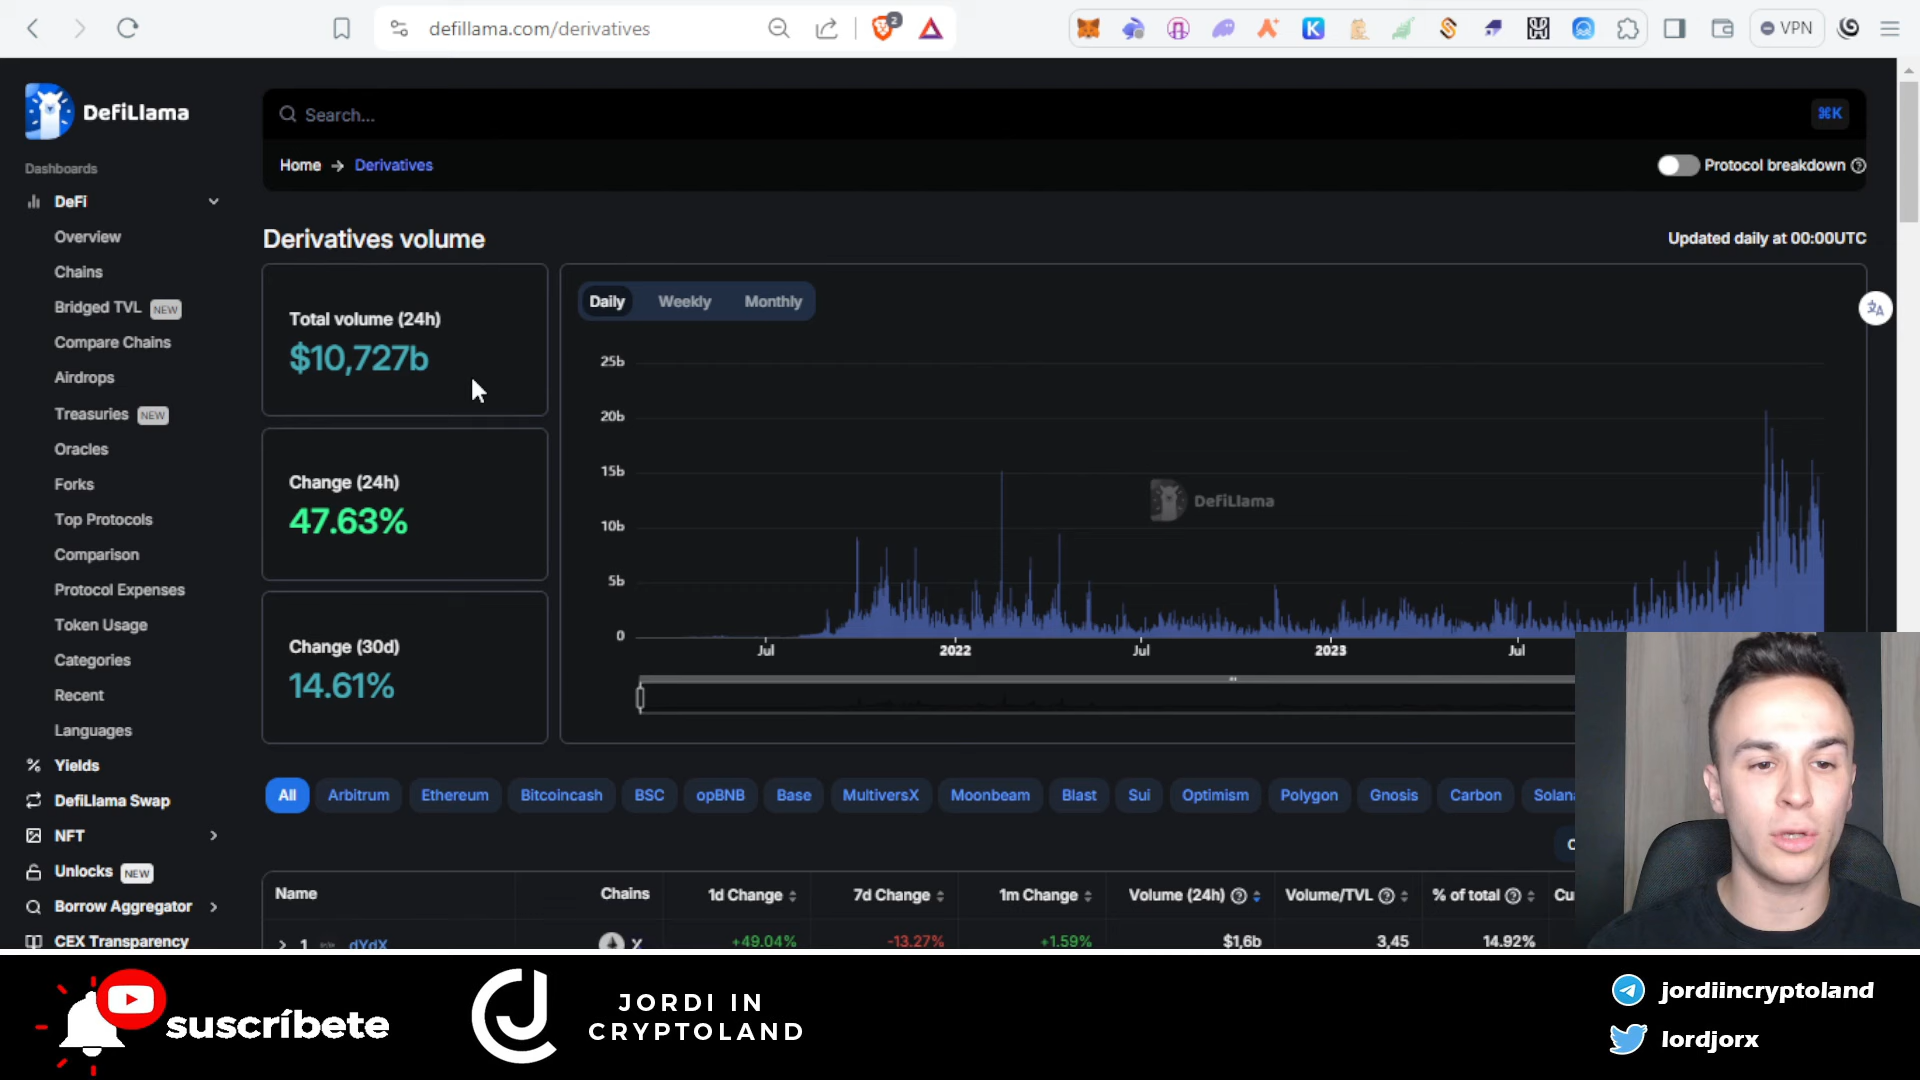 defillama.com/derivatives
2
VPN
DefiLlama
Search...
⌘K
Home → Derivatives
Protocol breakdown
Dashboards
DeFi
Overview
Chains
Bridged TVL NEW
Compare Chains
Airdrops
Treasuries NEW
Oracles
Forks
Top Protocols
Comparison
Protocol Expenses
Token Usage
Categories
Recent
Languages
Yields
DefiLlama Swap
NFT
Unlocks NEW
Borrow Aggregator
CEX Transparency
Derivatives volume
Updated daily at 00:00UTC
Total volume (24h)
$10,727b
Change (24h)
47.63%
Change (30d)
14.61%
Daily Weekly Monthly
25b
20b
15b
10b
5b
0
DefiLlama
Jul 2022 Jul 2023 Jul
All Arbitrum Ethereum Bitcoincash BSC opBNB Base MultiversX Moonbeam Blast Sui Optimism Polygon Gnosis Carbon Solan
Name Chains 1d Change 7d Change 1m Change Volume (24h) Volume/TVL % of total Cu
1 dYdX +49.04% -13.27% +1.59% $1,6b 3,45 14.92%
suscríbete
JORDI IN
CRYPTOLAND
jordiincryptoland
lordjorx